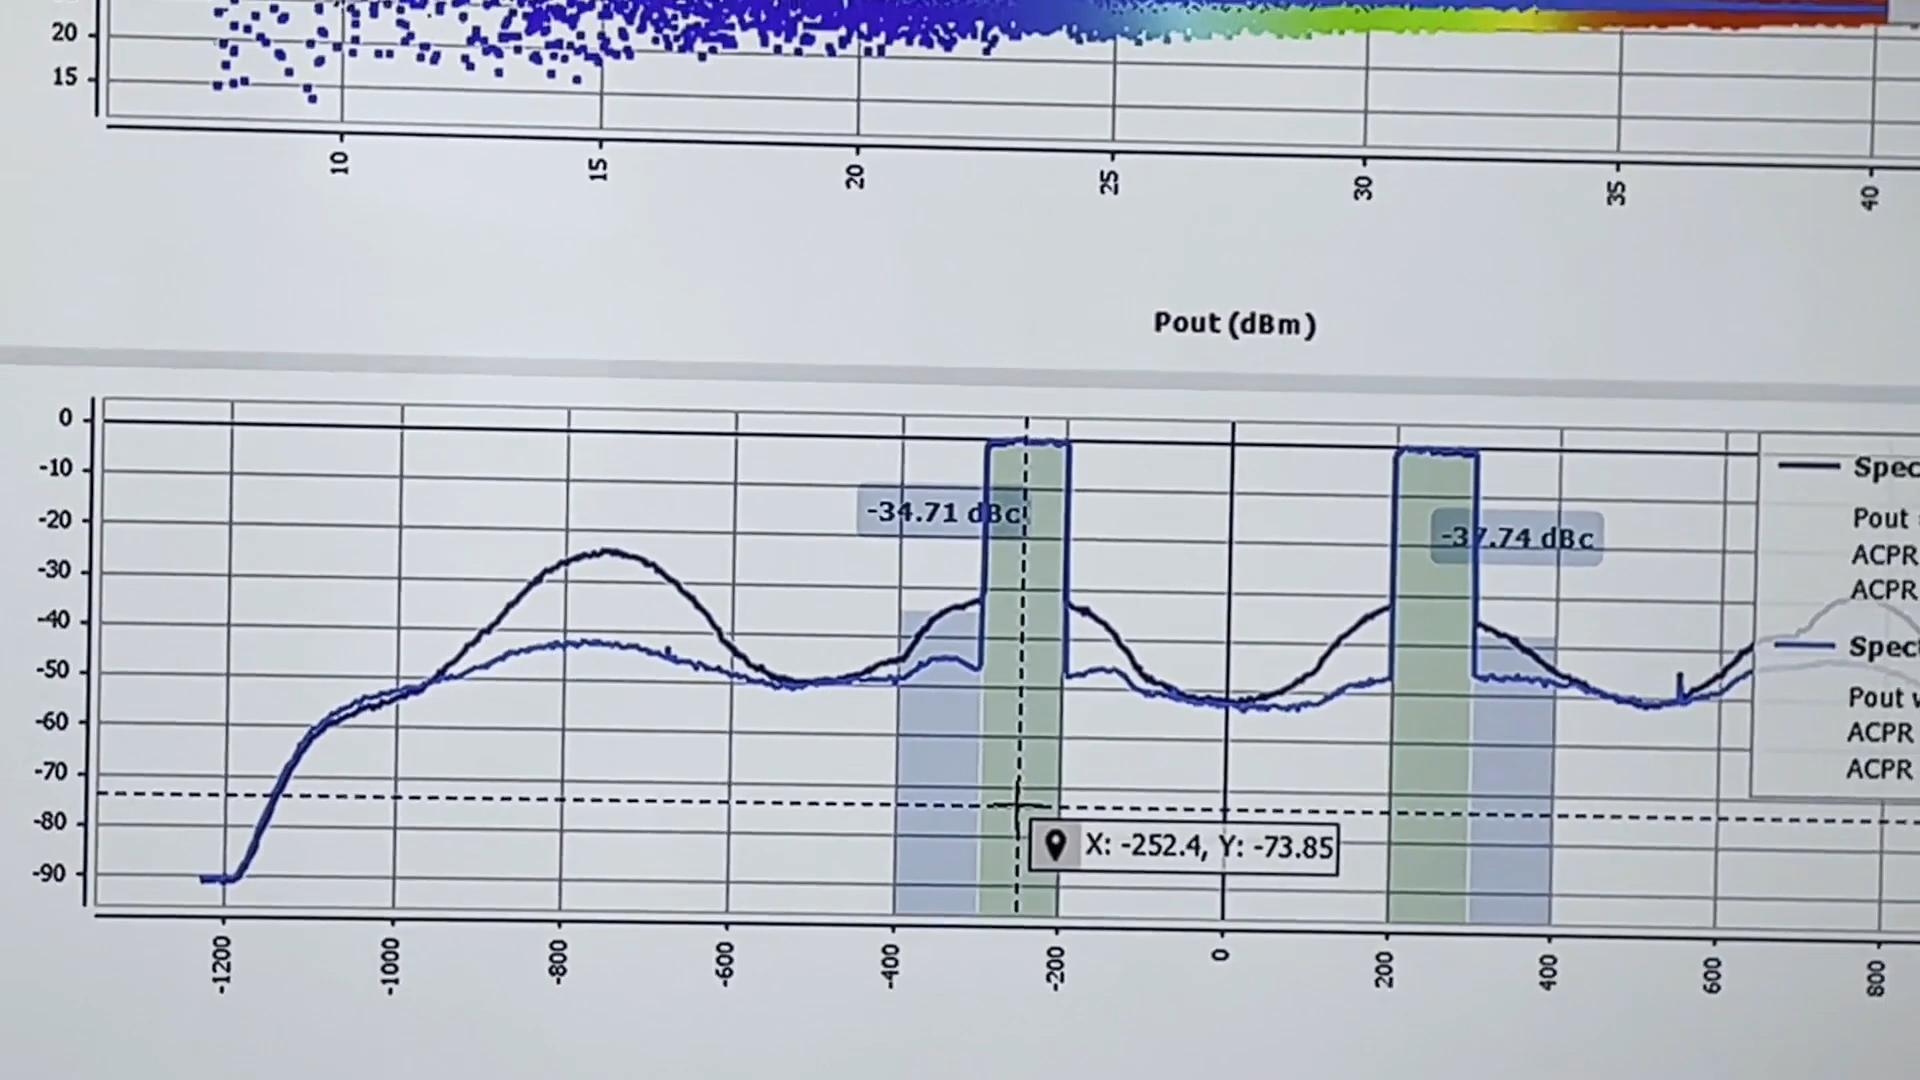 20
15
10
15
20
25
30
35
40
Pout (dBm)
0
-10
-20
-30
-40
-50
-60
-70
-80
-90
-34.71 dBc
-37.74 dBc
Spec
Pout
ACPR
ACPR
Spec
Pout
ACPR
ACPR
X: -252.4, Y: -73.85
-1200
-1000
-800
-600
-400
-200
0
200
400
600
800